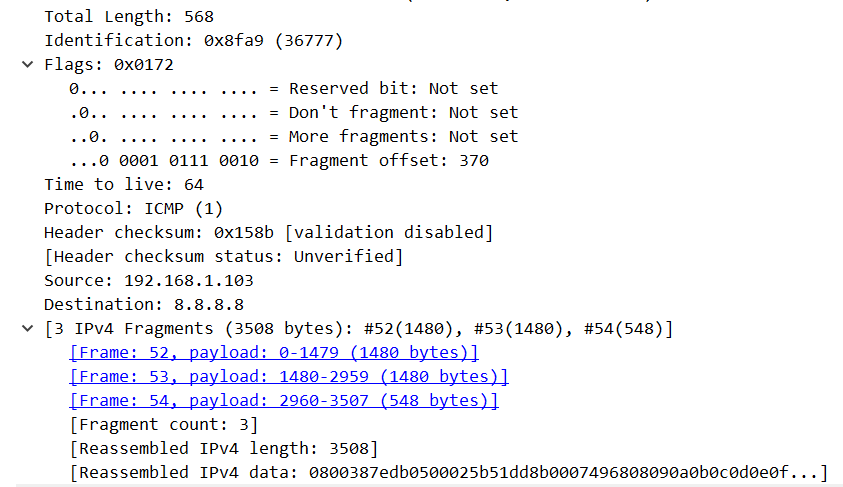 Total Length: 568
Identification: 0x8fa9 (36777)
Flags: 0x0172
0... .... .... .... = Reserved bit: Not set
.0.. .... .... .... = Don't fragment: Not set
..0. .... .... .... = More fragments: Not set
...0 0001 0111 0010 = Fragment offset: 370
Time to live: 64
Protocol: ICMP (1)
Header checksum: 0x158b [validation disabled]
[Header checksum status: Unverified]
Source: 192.168.1.103
Destination: 8.8.8.8
[3 IPv4 Fragments (3508 bytes): #52(1480), #53(1480), #54(548)]
[Frame: 52, payload: 0-1479 (1480 bytes)]
[Frame: 53, payload: 1480-2959 (1480 bytes)]
[Frame: 54, payload: 2960-3507 (548 bytes)]
[Fragment count: 3]
[Reassembled IPv4 length: 3508]
[Reassembled IPv4 data: 0800387edb0500025b51dd8b0007496808090a0b0c0d0e0f...]